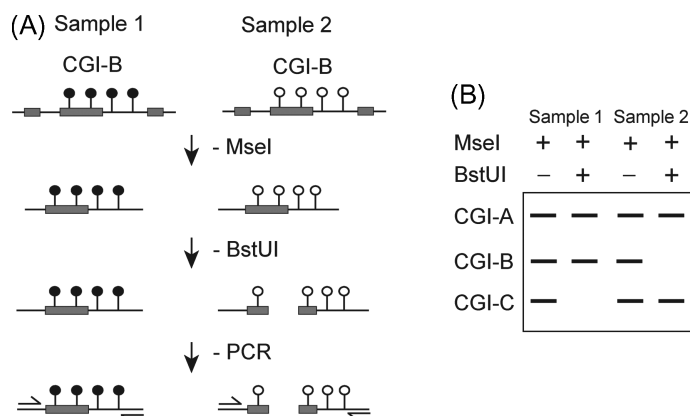 (A)
Sample 1 Sample 2
CGI-B CGI-B
- MseI
- BstUI
- PCR
(B)
Sample 1 Sample 2
MseI + + + +
BstUI – + – +
CGI-A
CGI-B
CGI-C